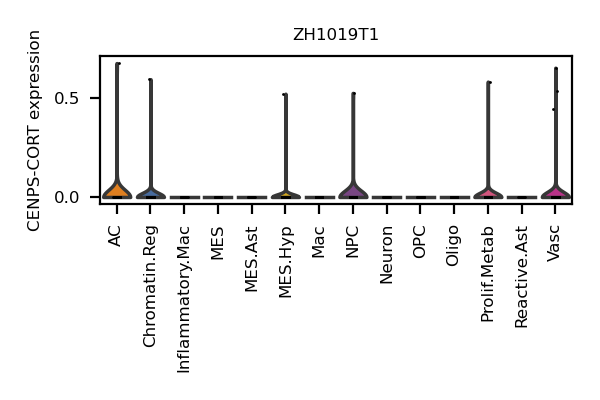 ZH1019T1
CENPS-CORT expression
0.5
0.0
AC
Chromatin.Reg
Inflammatory.Mac
MES
MES.Ast
MES.Hyp
Mac
NPC
Neuron
OPC
Oligo
Prolif.Metab
Reactive.Ast
Vasc